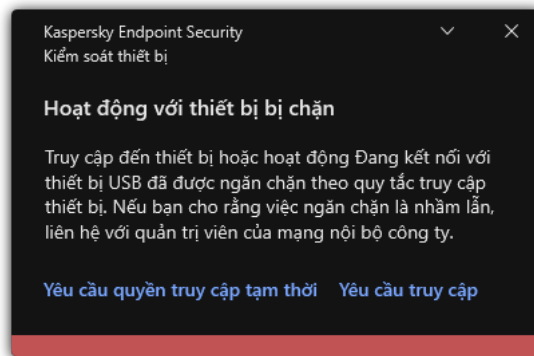 Kaspersky Endpoint Security
Kiểm soát thiết bị
Hoạt động với thiết bị bị chặn
Truy cập đến thiết bị hoặc hoạt động Đang kết nối với
thiết bị USB đã được ngăn chặn theo quy tắc truy cập
thiết bị. Nếu bạn cho rằng việc ngăn chặn là nhầm lẫn,
liên hệ với quản trị viên của mạng nội bộ công ty.
Yêu cầu quyền truy cập tạm thời Yêu cầu truy cập